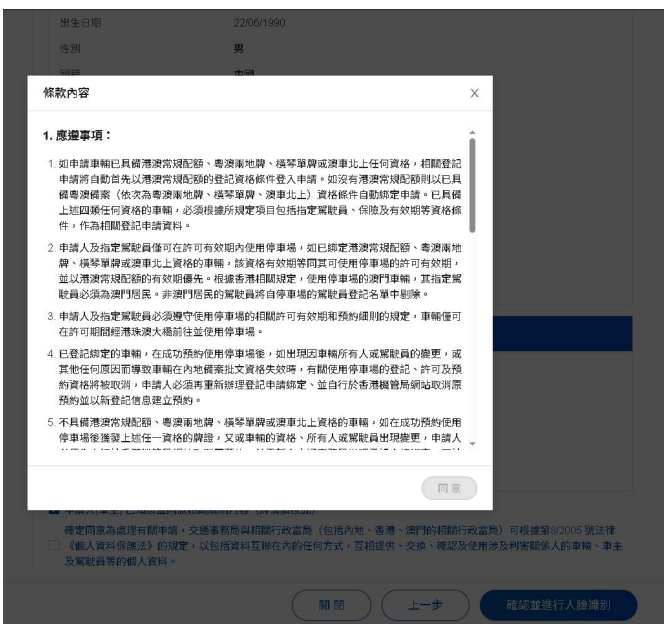 出生日期
22/06/1990
性別
男
國籍
中國
條款內容
1. 應遵事項：
1. 如申請車輛已具備港澳常規配額、粵澳兩地牌、橫琴單牌或澳車北上任何資格，相關登記
申請將自動首先以港澳常規配額的登記資格條件登入申請。如沒有港澳常規配額則以已具
備粵澳備案（依次為粵澳兩地牌、橫琴單牌、澳車北上）資格條件自動綁定申請。已具備
上述四類任何資格的車輛，必須根據所規定項目包括指定駕駛員、保險及有效期等資格條
件，作為相關登記申請資料。
2. 申請人及指定駕駛員僅可在許可有效期內使用停車場，如已綁定港澳常規配額、粵澳兩地
牌、橫琴單牌或澳車北上資格的車輛，該資格有效期等同其可使用停車場的許可有效期，
並以港澳常規配額的有效期優先。根據香港相關規定，使用停車場的澳門車輛，其指定駕
駛員必須為澳門居民。非澳門居民的駕駛員將自停車場的駕駛員登記名單中剔除。
3. 申請人及指定駕駛員必須遵守使用停車場的相關許可有效期和預約細則的規定，車輛僅可
在許可期間經港珠澳大橋前往並使用停車場。
4. 已登記綁定的車輛，在成功預約使用停車場後，如出現因車輛所有人或駕駛員的變更，或
其他任何原因而導致車輛在內地備案批文資格失效時，有關使用停車場的登記、許可及預
約資格將被取消，申請人必須再重新辦理登記申請綁定、並自行於香港機管局網站取消原
預約並以新登記信息建立預約。
5. 不具備港澳常規配額、粵澳兩地牌、橫琴單牌或澳車北上資格的車輛，如在成功預約使用
停車場後獲發上述任一資格的牌證，又或車輛的資格、所有人或駕駛員出現變更，申請人
同意
確定同意為處理有關申請，交通事務局與相關行政當局（包括內地、香港、澳門的相關行政當局）可根據第8/2005 號法律
《個人資料保護法》的規定，以包括資料互聯在內的任何方式，互相提供、交換、確認及使用涉及利害關係人的車輛、車主
及駕駛員等的個人資料。
關閉
上一步
確認並進行人臉識別